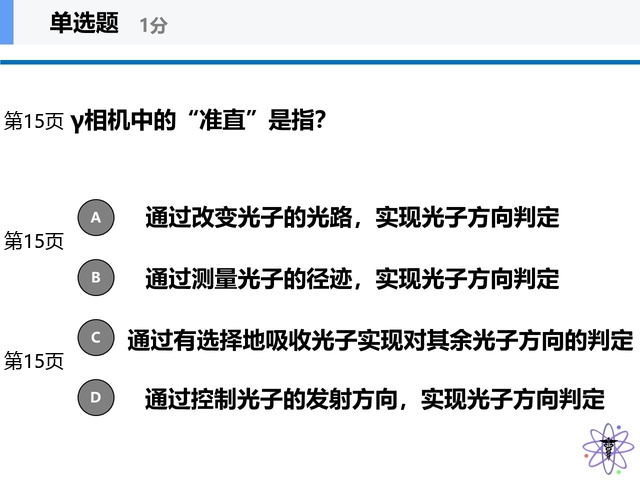 单选题 1分
第15页 γ相机中的“准直”是指？
A 通过改变光子的光路，实现光子方向判定
第15页
B 通过测量光子的径迹，实现光子方向判定
C 通过有选择地吸收光子实现对其余光子方向的判定
第15页
D 通过控制光子的发射方向，实现光子方向判定